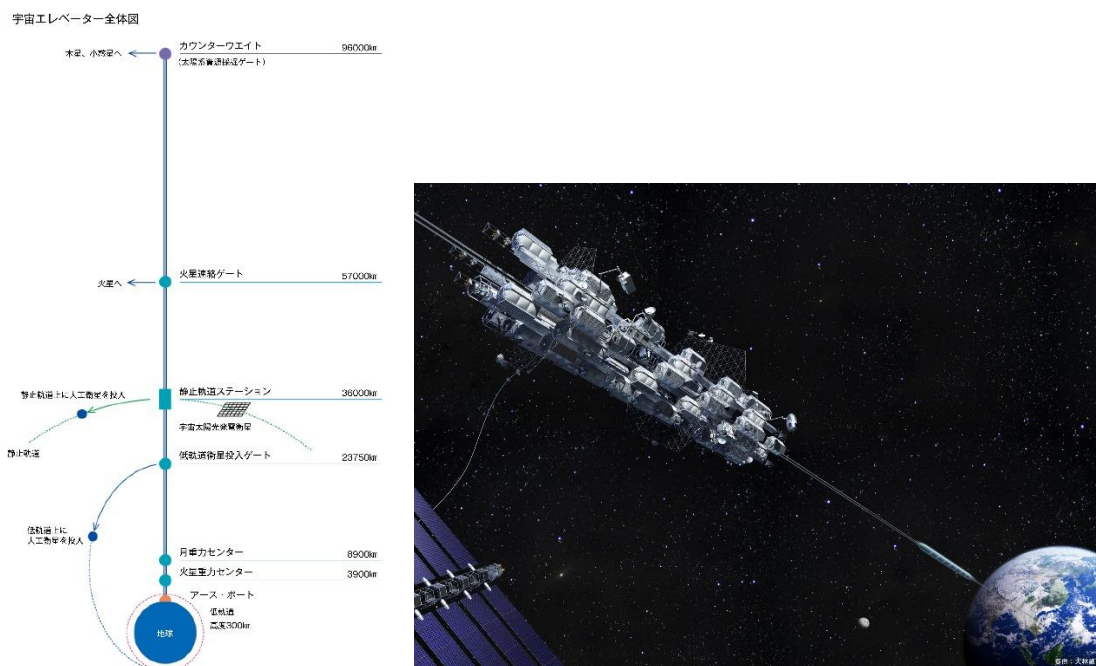 宇宙エレベーター全体図
カウンターウエイト
96000km
(太陽系資源採掘ゲート)
木星、小惑星へ
火星連絡ゲート
57000km
火星へ
静止軌道ステーション
36000km
静止軌道上に人工衛星を投入
宇宙太陽光発電衛星
静止軌道
低軌道衛星投入ゲート
23750km
低軌道上に
人工衛星を投入
月重力センター
8900km
火星重力センター
3900km
アース・ポート
低軌道
高度300km
地球
提供:大林組